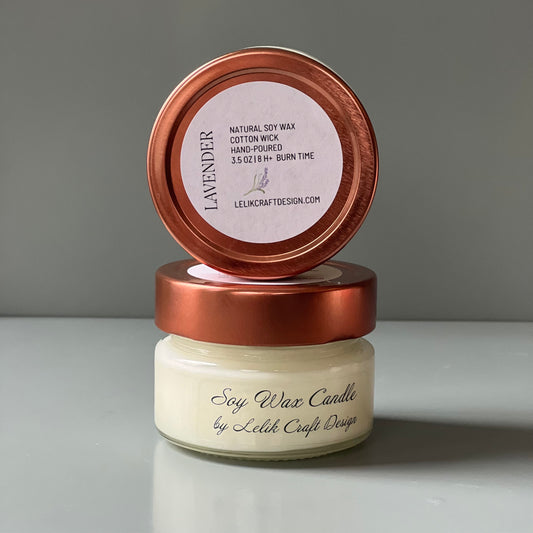 LAVENDER
NATURAL SOY WAX
COTTON WICK
HAND-POURED
3.5 OZ | 8 H+ BURN TIME
LELIKCRAFTDESIGN.COM
Soy Wax Candle
by Lelik Craft Design